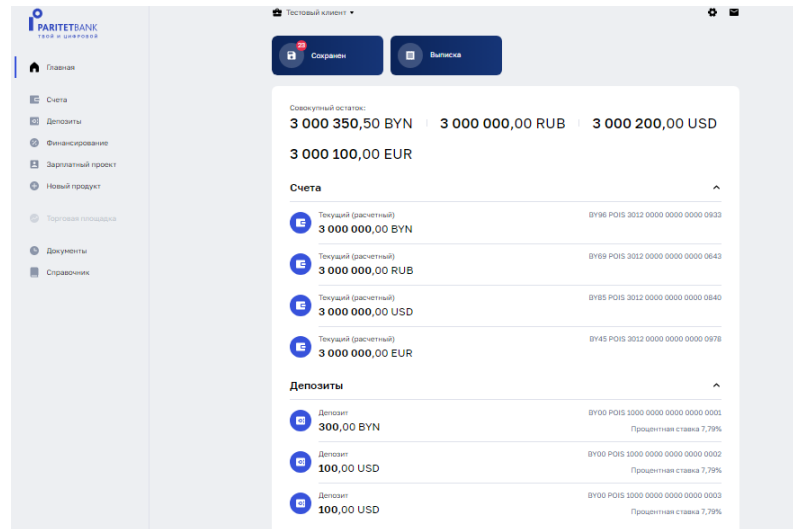 PARITETBANK
ТВОЙ И ЦИФРОВОЙ
Главная
Счета
Депозиты
Финансирование
Зарплатный проект
Новый продукт
Торговая площадка
Документы
Справочник
Тестовый клиент
23
Сохранен
Выписка
Совокупный остаток:
3 000 350,50 BYN 3 000 000,00 RUB 3 000 200,00 USD
3 000 100,00 EUR
Счета
Текущий (расчетный) BY96 POIS 3012 0000 0000 0000 0933
3 000 000,00 BYN
Текущий (расчетный) BY69 POIS 3012 0000 0000 0000 0643
3 000 000,00 RUB
Текущий (расчетный) BY85 POIS 3012 0000 0000 0000 0840
3 000 000,00 USD
Текущий (расчетный) BY45 POIS 3012 0000 0000 0000 0978
3 000 000,00 EUR
Депозиты
Депозит BY00 POIS 1000 0000 0000 0000 0001
300,00 BYN Процентная ставка 7,79%
Депозит BY00 POIS 1000 0000 0000 0000 0002
100,00 USD Процентная ставка 7,79%
Депозит BY00 POIS 1000 0000 0000 0000 0003
100,00 USD Процентная ставка 7,79%